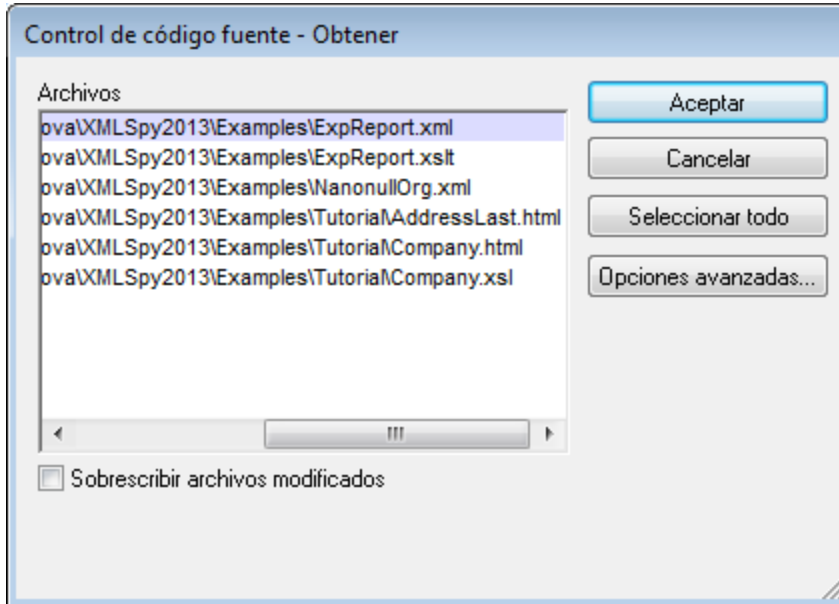 Control de código fuente - Obtener
Archivos
ova\XMLSpy2013\Examples\ExpReport.xml
ova\XMLSpy2013\Examples\ExpReport.xslt
ova\XMLSpy2013\Examples\NanonullOrg.xml
ova\XMLSpy2013\Examples\Tutorial\AddressLast.html
ova\XMLSpy2013\Examples\Tutorial\Company.html
ova\XMLSpy2013\Examples\Tutorial\Company.xsl
Aceptar
Cancelar
Seleccionar todo
Opciones avanzadas...
Sobrescribir archivos modificados